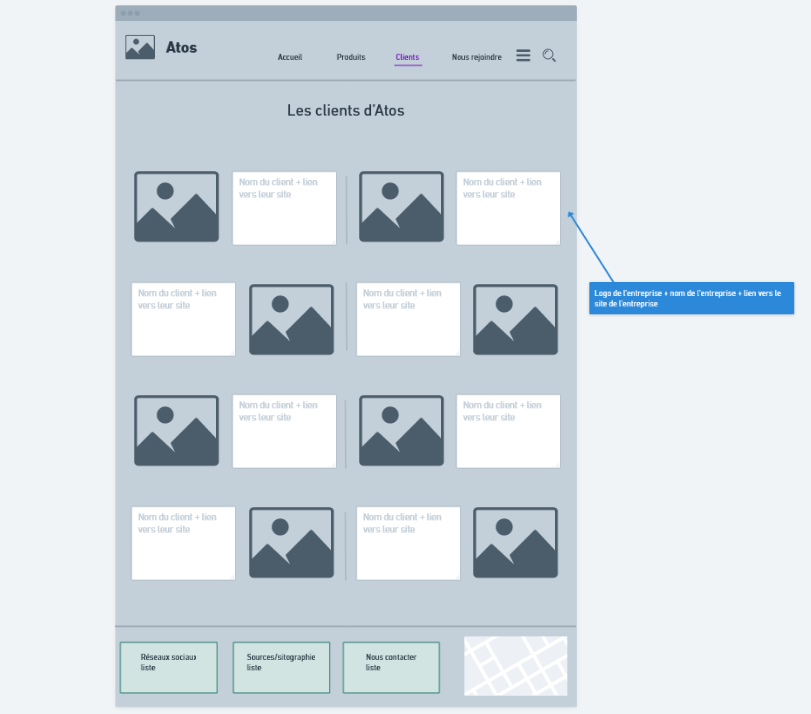 Atos
Accueil Produits Clients Nous rejoindre
Les clients d'Atos
Nom du client + lien
vers leur site
Nom du client + lien
vers leur site
Logo de l'entreprise + nom de l'entreprise + lien vers le
site de l'entreprise
Nom du client + lien
vers leur site
Nom du client + lien
vers leur site
Nom du client + lien
vers leur site
Nom du client + lien
vers leur site
Nom du client + lien
vers leur site
Nom du client + lien
vers leur site
Réseaux sociaux
liste
Sources/sitographie
liste
Nous contacter
liste